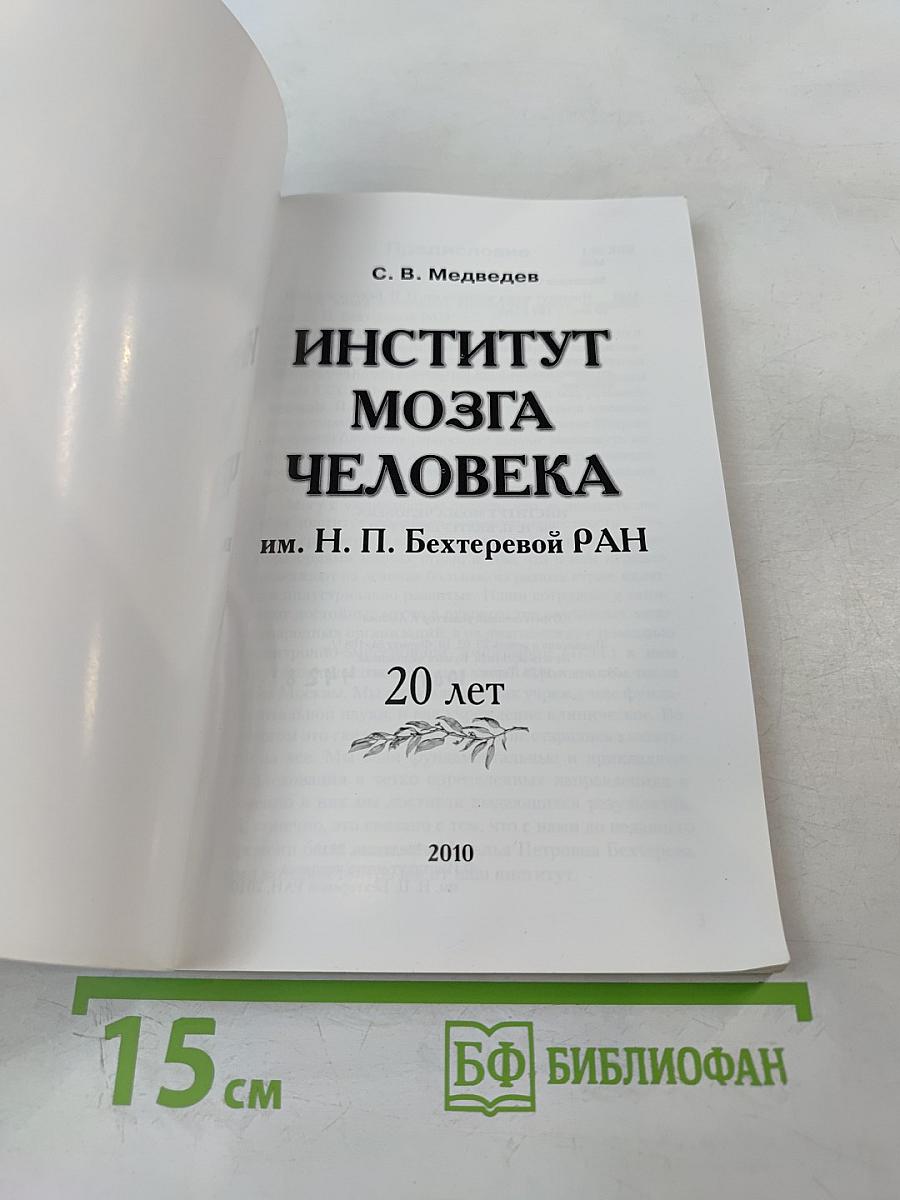 С. В. Медведев
ИНСТИТУТ
МОЗГА
ЧЕЛОВЕКА
им. Н. П. Бехтеревой РАН
20 лет
2010
15 см
БФ БИБЛИОФАН